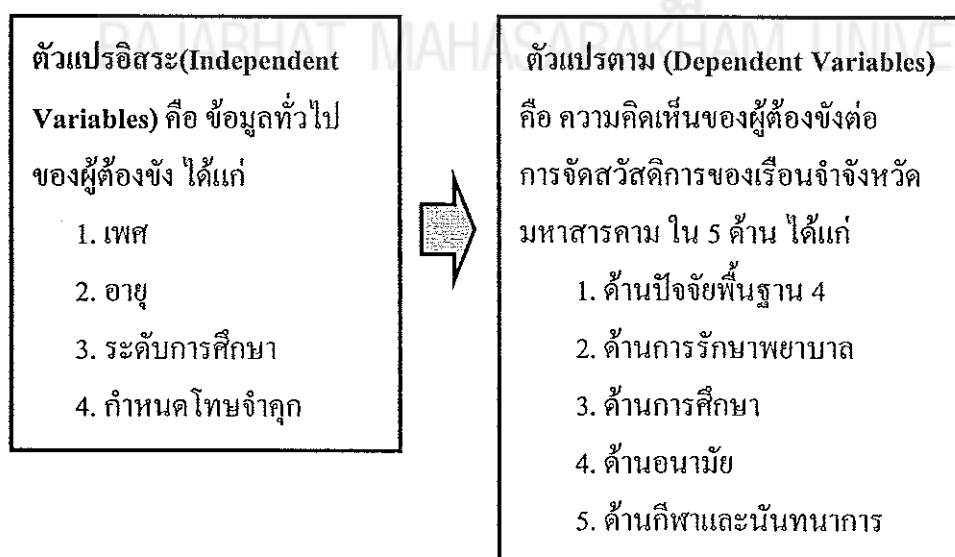 RAJABHAT MAHASARAKHAM UNIVE
ตัวแปรอิสระ(Independent
Variables) คือ ข้อมูลทั่วไป
ของผู้ต้องขัง ได้แก่
1. เพศ
2. อายุ
3. ระดับการศึกษา
4. กำหนดโทษจำคุก
ตัวแปรตาม (Dependent Variables)
คือ ความคิดเห็นของผู้ต้องขังต่อ
การจัดสวัสดิการของเรือนจำจังหวัด
มหาสารคาม ใน 5 ด้าน ได้แก่
1. ด้านปัจจัยพื้นฐาน 4
2. ด้านการรักษาพยาบาล
3. ด้านการศึกษา
4. ด้านอนามัย
5. ด้านกีฬาและนันทนาการ